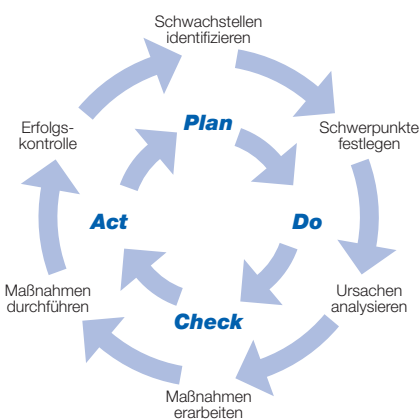 Schwachstellen
identifizieren
Plan
Erfolgs-
kontrolle
Schwerpunkte
festlegen
Act
Do
Maßnahmen
durchführen
Ursachen
analysieren
Check
Maßnahmen
erarbeiten